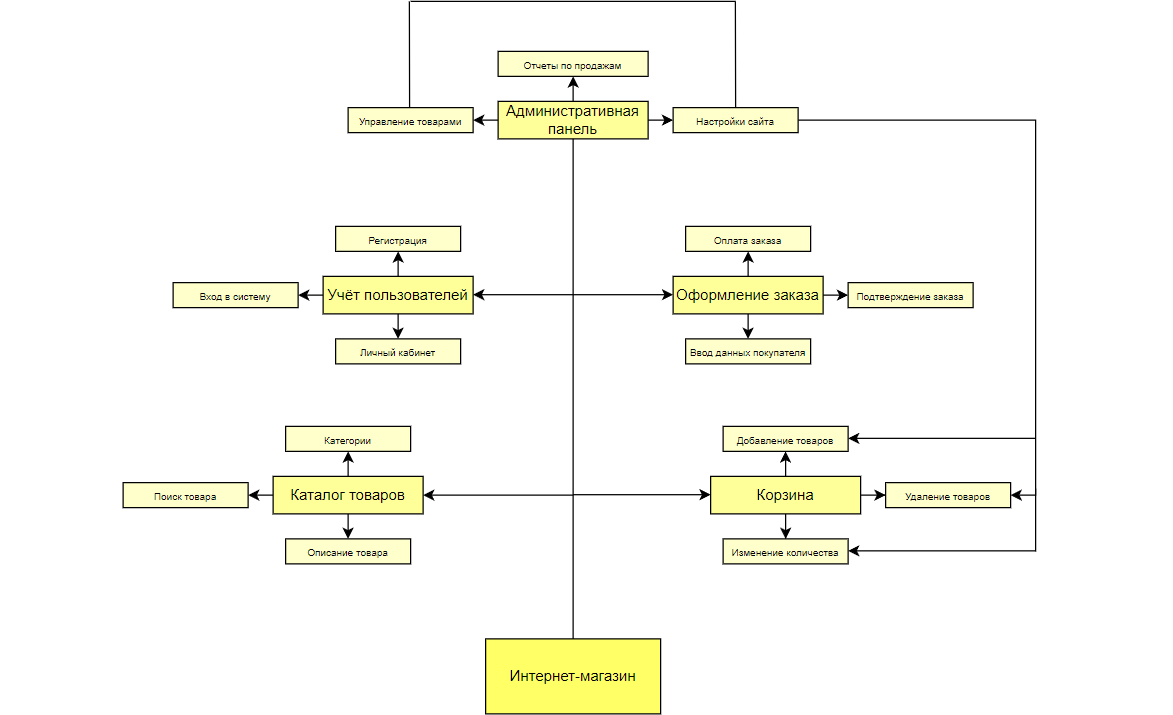 Отчеты по продажам
Административная
панель
Управление товарами
Настройки сайта
Регистрация
Оплата заказа
Вход в систему
Учёт пользователей
Оформление заказа
Подтверждение заказа
Личный кабинет
Ввод данных покупателя
Категории
Добавление товаров
Поиск товара
Каталог товаров
Корзина
Удаление товаров
Описание товара
Изменение количества
Интернет-магазин